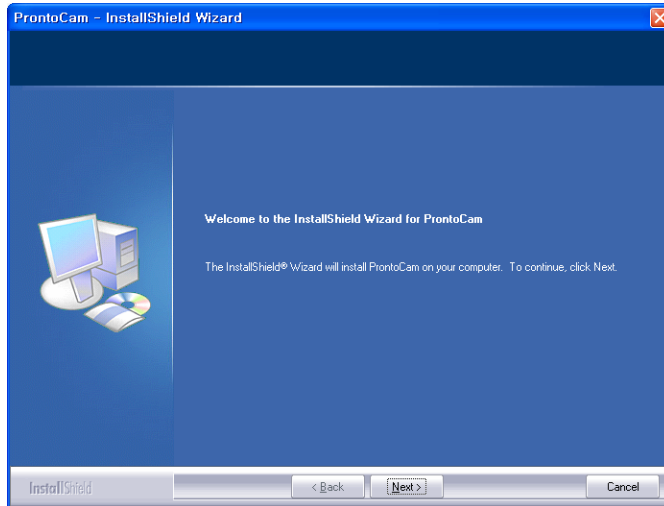 ProntoCam - InstallShield Wizard
Welcome to the InstallShield Wizard for ProntoCam
The InstallShield® Wizard will install ProntoCam on your computer.  To continue, click Next.
InstallShield
< Back
Next >
Cancel